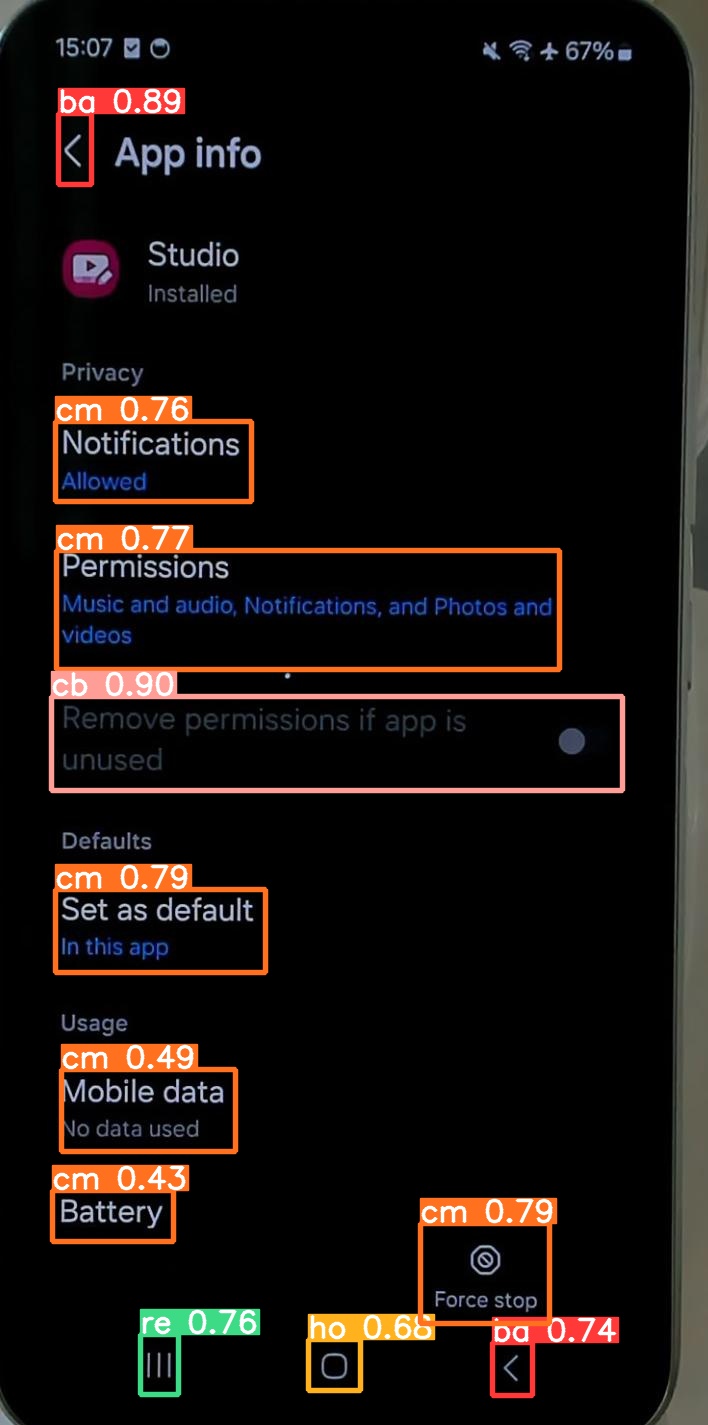 15:07
67%
ba 0.89
App info
Studio
Installed
Privacy
cm 0.76
Notifications
Allowed
cm 0.77
Permissions
Music and audio, Notifications, and Photos and
videos
cb 0.90
Remove permissions if app is
unused
Defaults
cm 0.79
Set as default
In this app
Usage
cm 0.49
Mobile data
No data used
cm 0.43
Battery
cm 0.79
Force stop
re 0.76
ho 0.68
ba 0.74